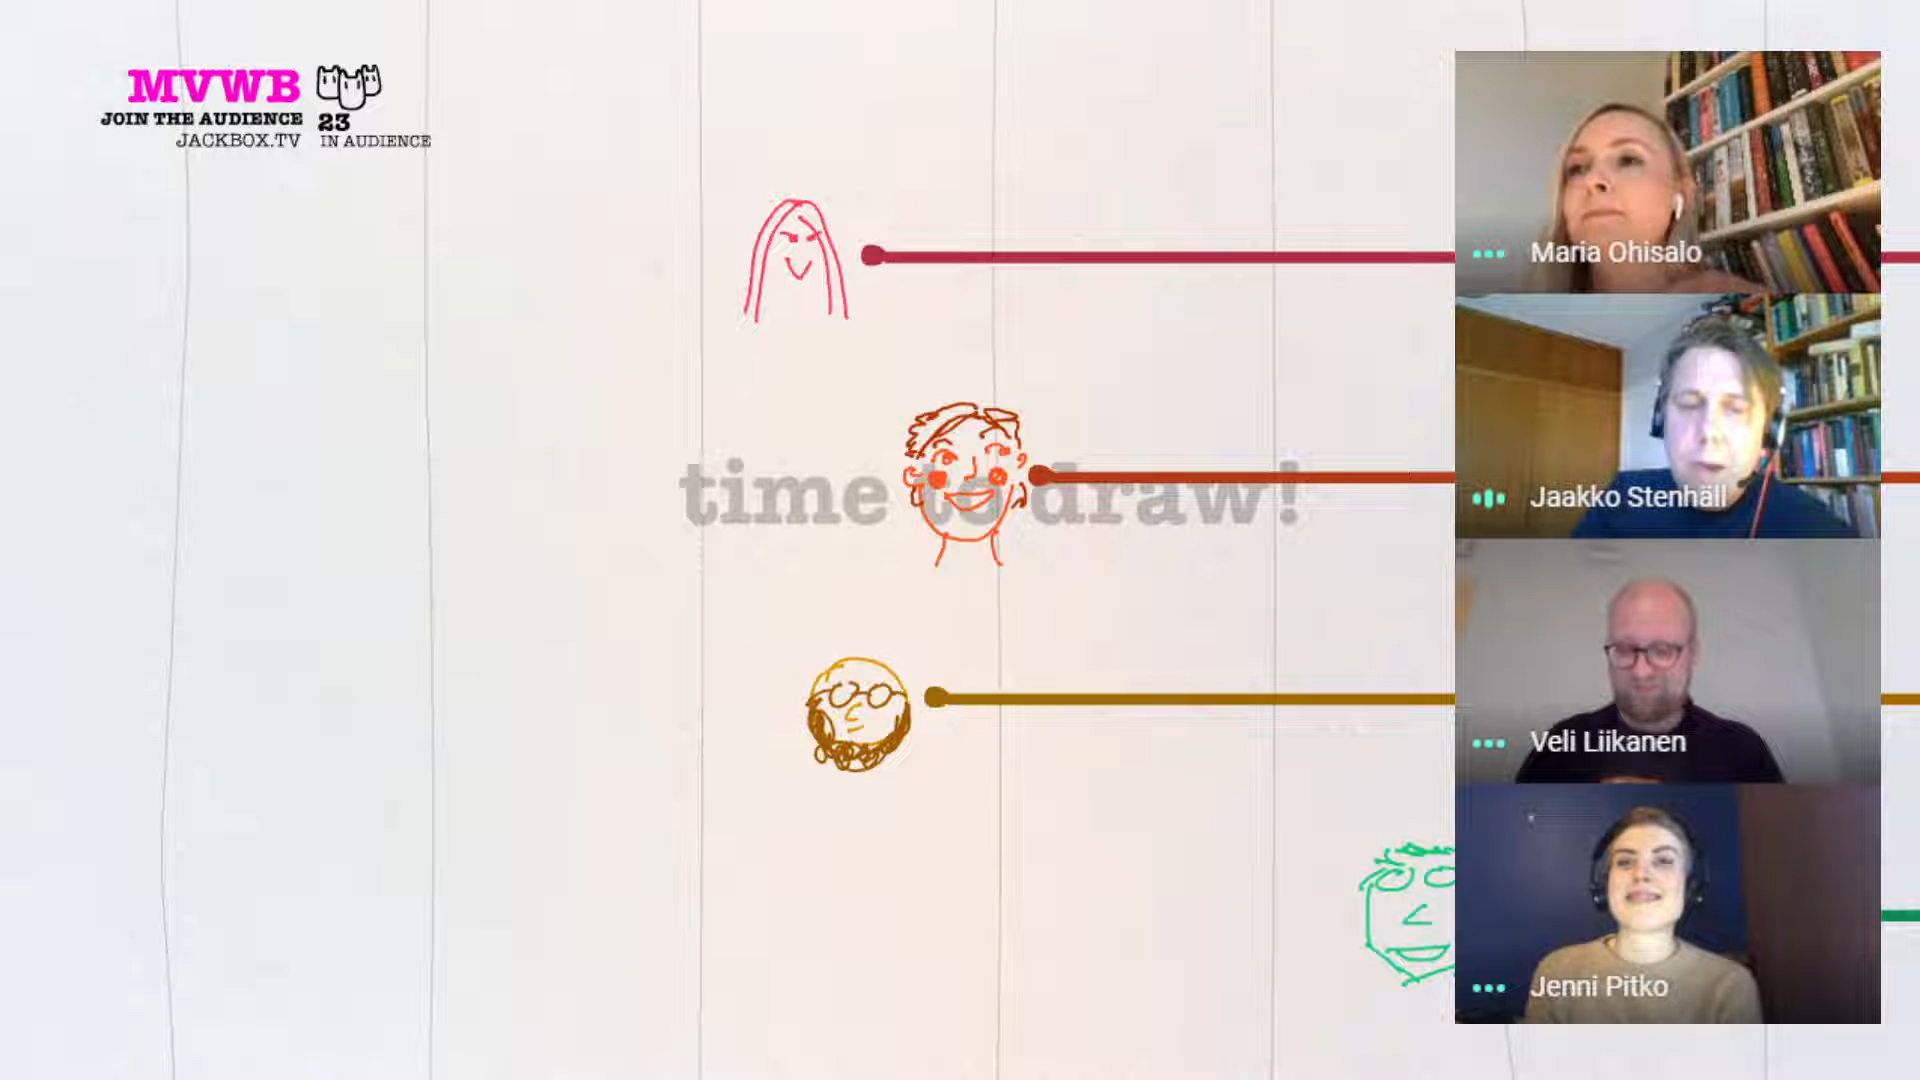 MVWB
JOIN THE AUDIENCE
JACKBOX.TV
23
IN AUDIENCE
time to draw!
Maria Ohisalo
Jaakko Stenhäll
Veli Liikanen
Jenni Pitko